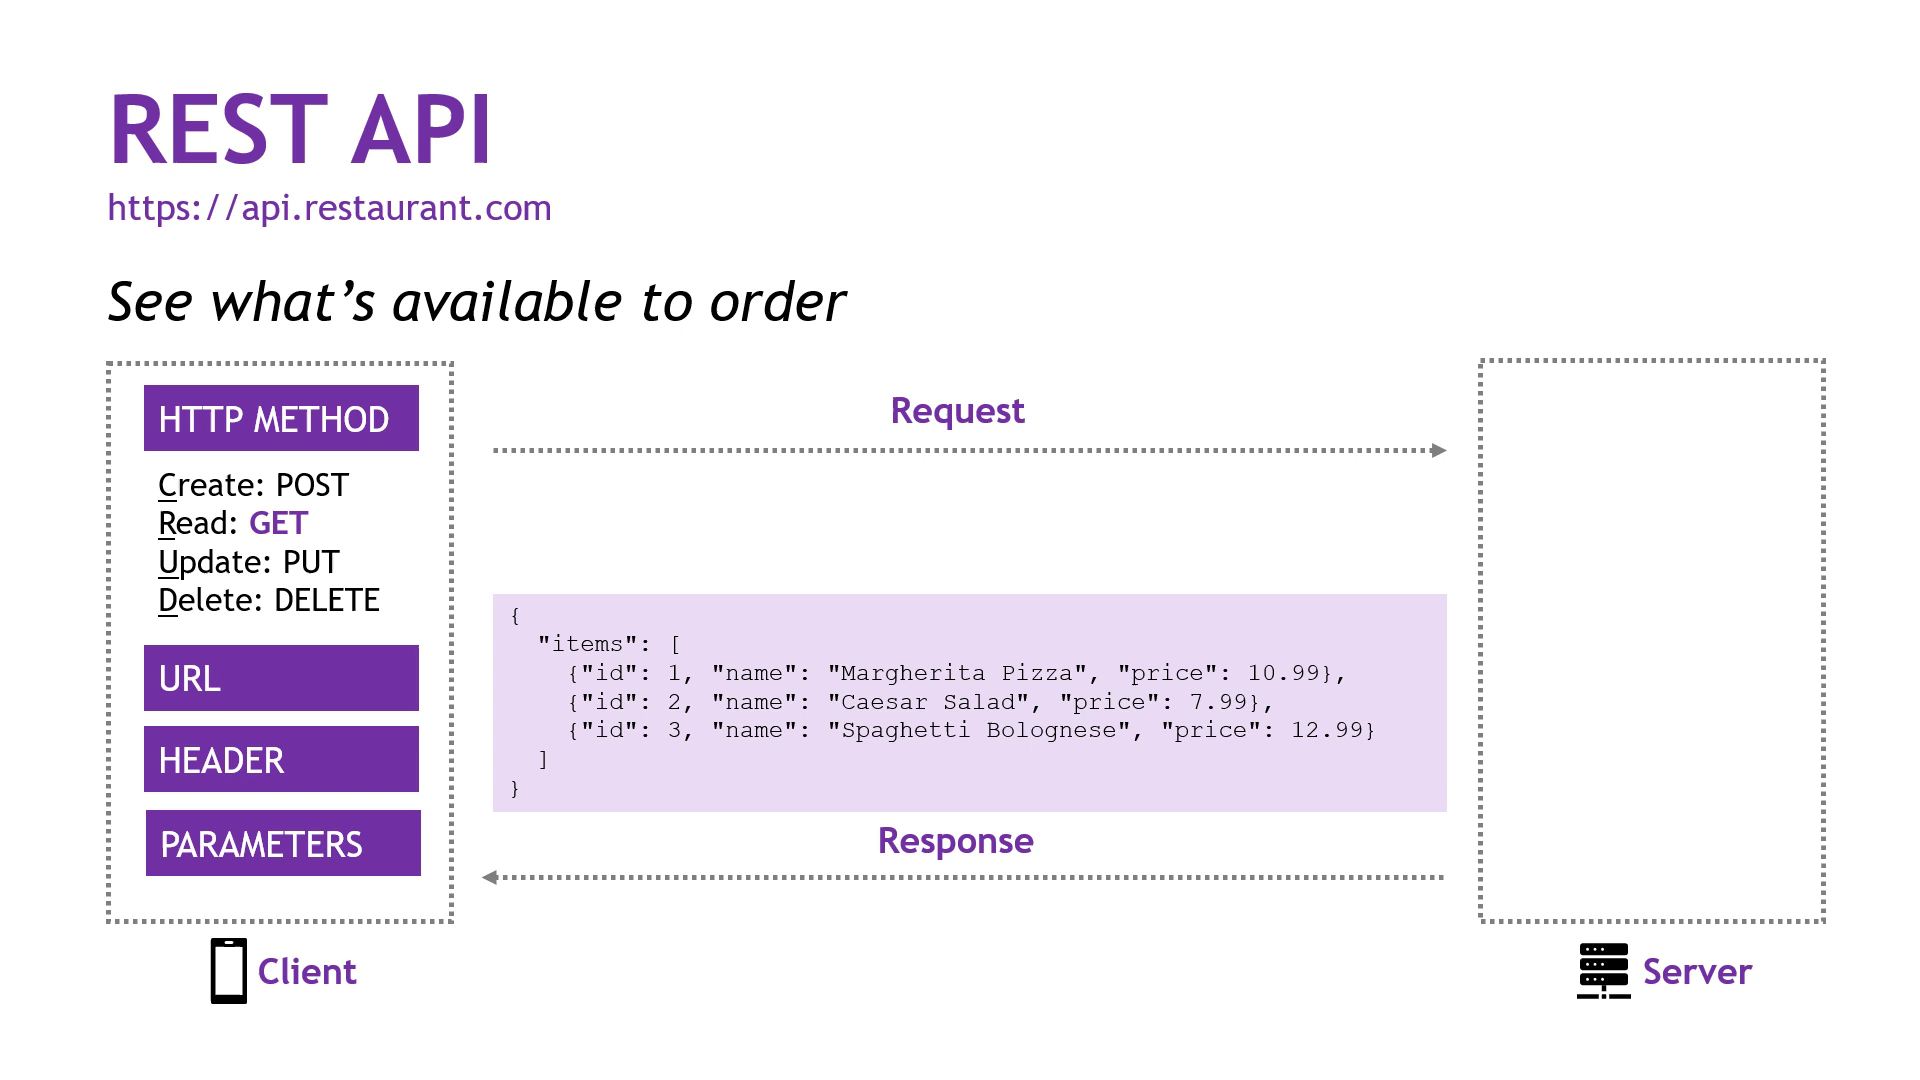 REST API
https://api.restaurant.com
See what’s available to order
HTTP METHOD
Create: POST
Read: GET
Update: PUT
Delete: DELETE
URL
HEADER
PARAMETERS
Client
Request
{
  "items": [
    {"id": 1, "name": "Margherita Pizza", "price": 10.99},
    {"id": 2, "name": "Caesar Salad", "price": 7.99},
    {"id": 3, "name": "Spaghetti Bolognese", "price": 12.99}
  ]
}
Response
Server